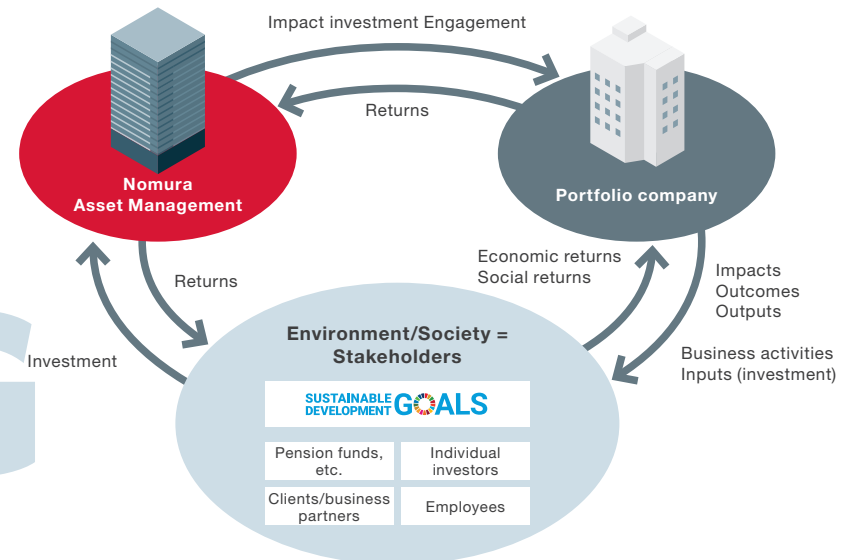 Impact investment Engagement
Returns
Nomura
Asset Management
Portfolio company
Returns
Investment
Economic returns
Social returns
Impacts
Outcomes
Outputs
Business activities
Inputs (investment)
Environment/Society =
Stakeholders
SUSTAINABLE
DEVELOPMENT GOALS
Pension funds,
etc.
Individual
investors
Clients/business
partners
Employees